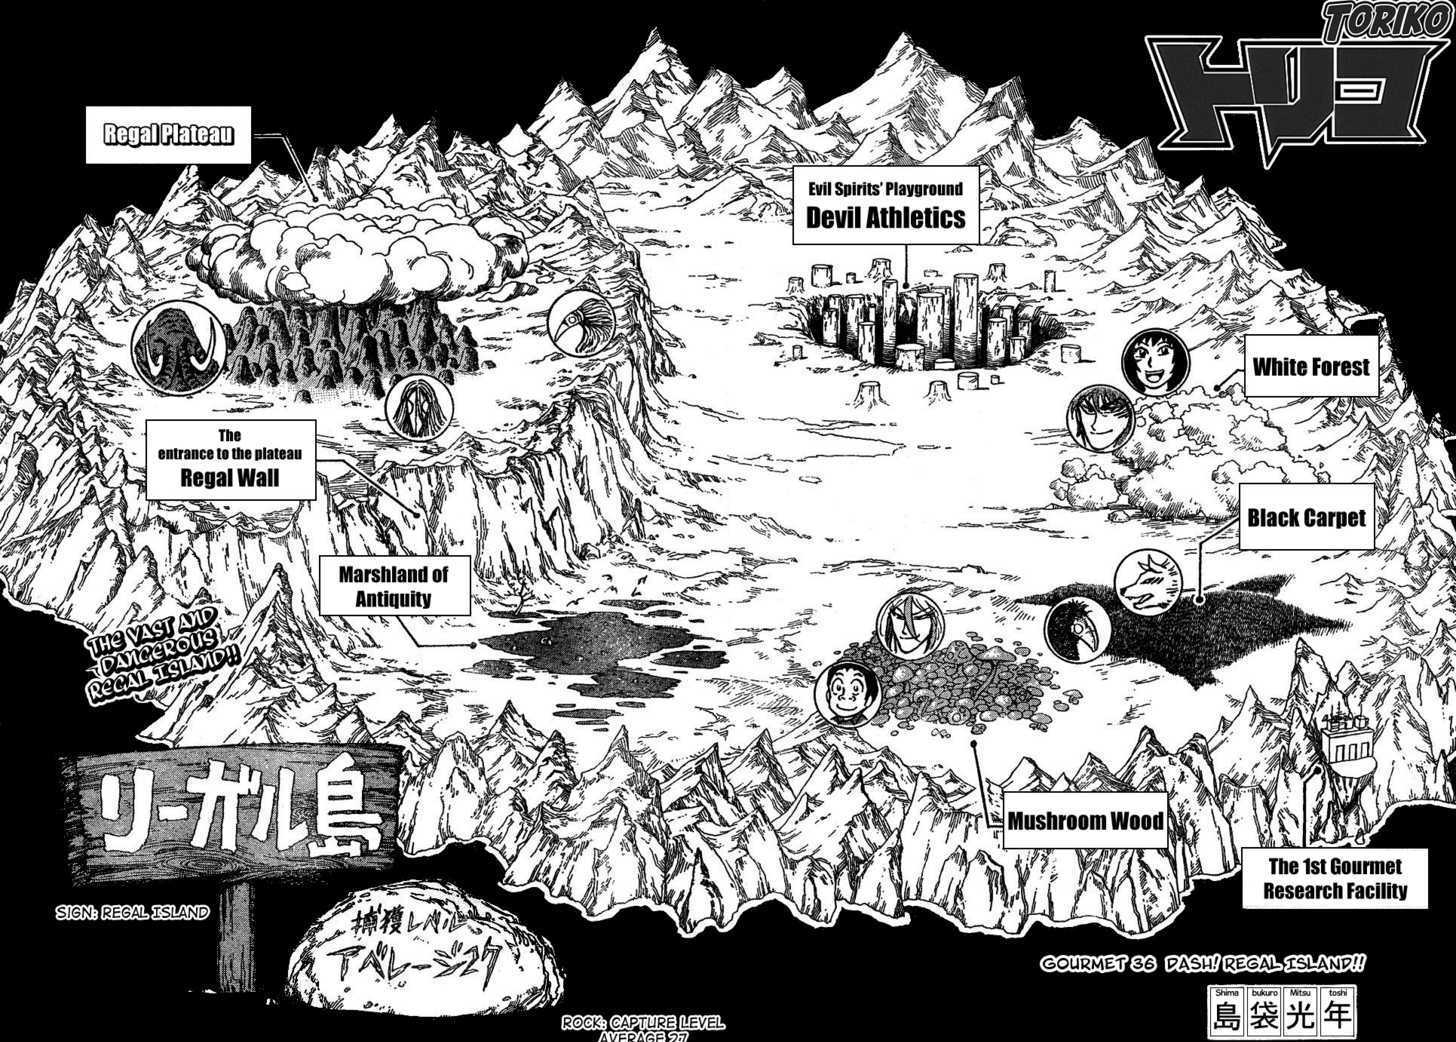 TORIKO
トリコ
Regal Plateau
Evil Spirits' Playground
Devil Athletics
White Forest
The
entrance to the plateau
Regal Wall
Black Carpet
Marshland of
Antiquity
THE VAST AND
DANGEROUS
REGAL ISLAND!!
リーガル島
Mushroom Wood
The 1st Gourmet
Research Facility
SIGN: REGAL ISLAND
捕獲レベル
アベレージ27
GOURMET 36 DASH! REGAL ISLAND!!
Shima bukuro Mitsu toshi
島袋光年
ROCK: CAPTURE LEVEL
AVERAGE 27